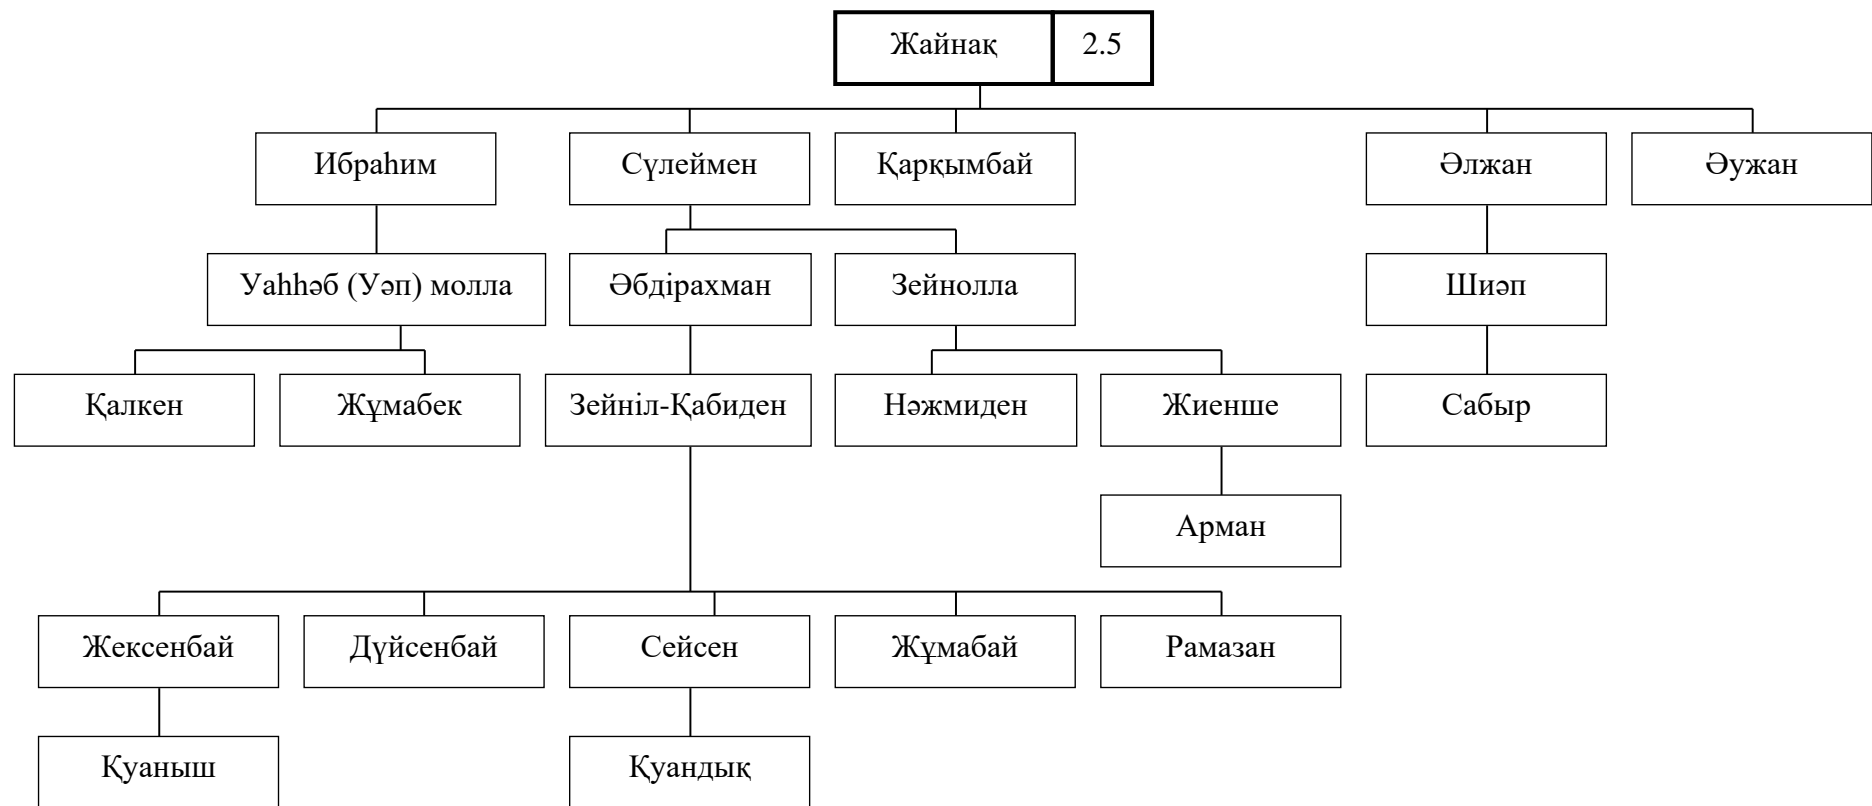 Жайнақ
2.5
Ибраһим
Сүлеймен
Қарқымбай
Әлжан
Әужан
Уаһһәб (Уәп) молла
Әбдірахман
Зейнолла
Шиәп
Қалкен
Жұмабек
Зейніл-Қабиден
Нәжмиден
Жиенше
Сабыр
Арман
Жексенбай
Дүйсенбай
Сейсен
Жұмабай
Рамазан
Қуаныш
Қуандық